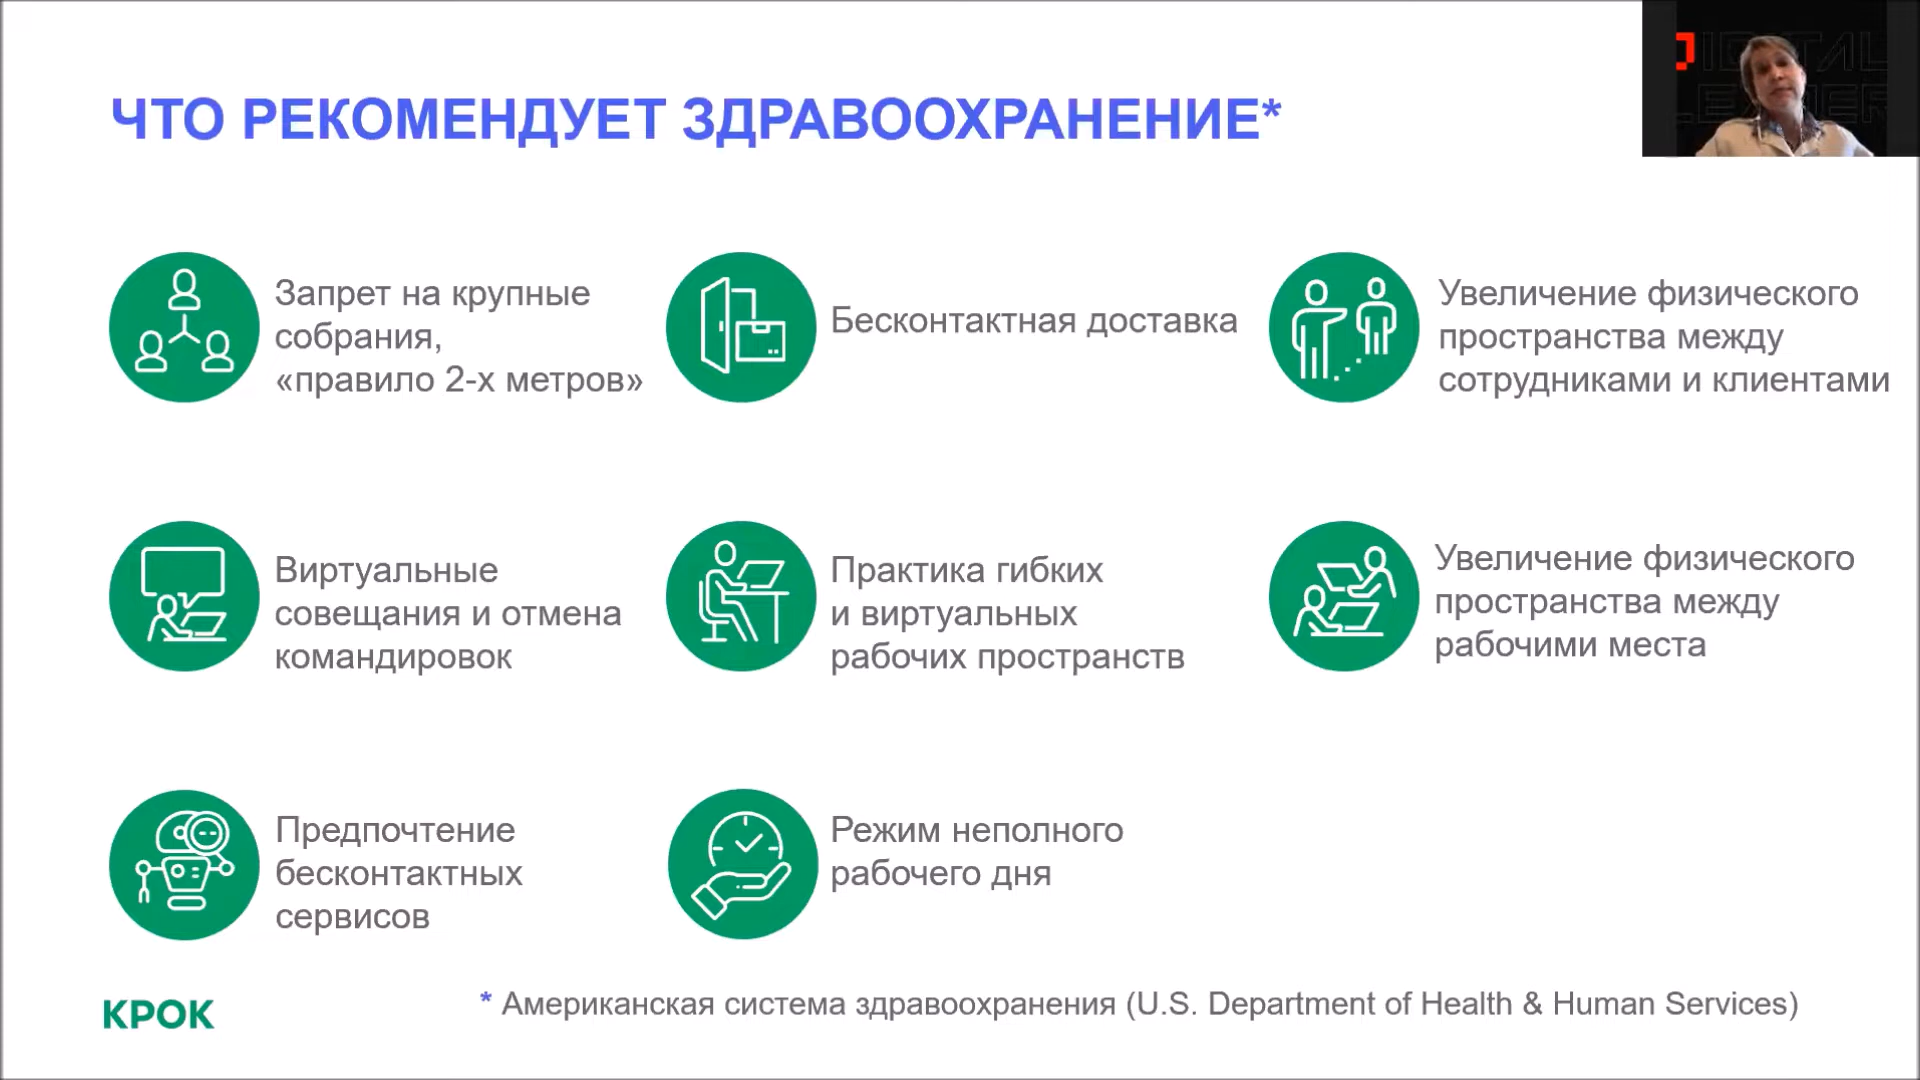 ЧТО РЕКОМЕНДУЕТ ЗДРАВООХРАНЕНИЕ*
Запрет на крупные
собрания,
«правило 2-х метров»
Бесконтактная доставка
Увеличение физического
пространства между
сотрудниками и клиентами
Виртуальные
совещания и отмена
командировок
Практика гибких
и виртуальных
рабочих пространств
Увеличение физического
пространства между
рабочими места
Предпочтение
бесконтактных
сервисов
Режим неполного
рабочего дня
КРОК
* Американская система здравоохранения (U.S. Department of Health & Human Services)